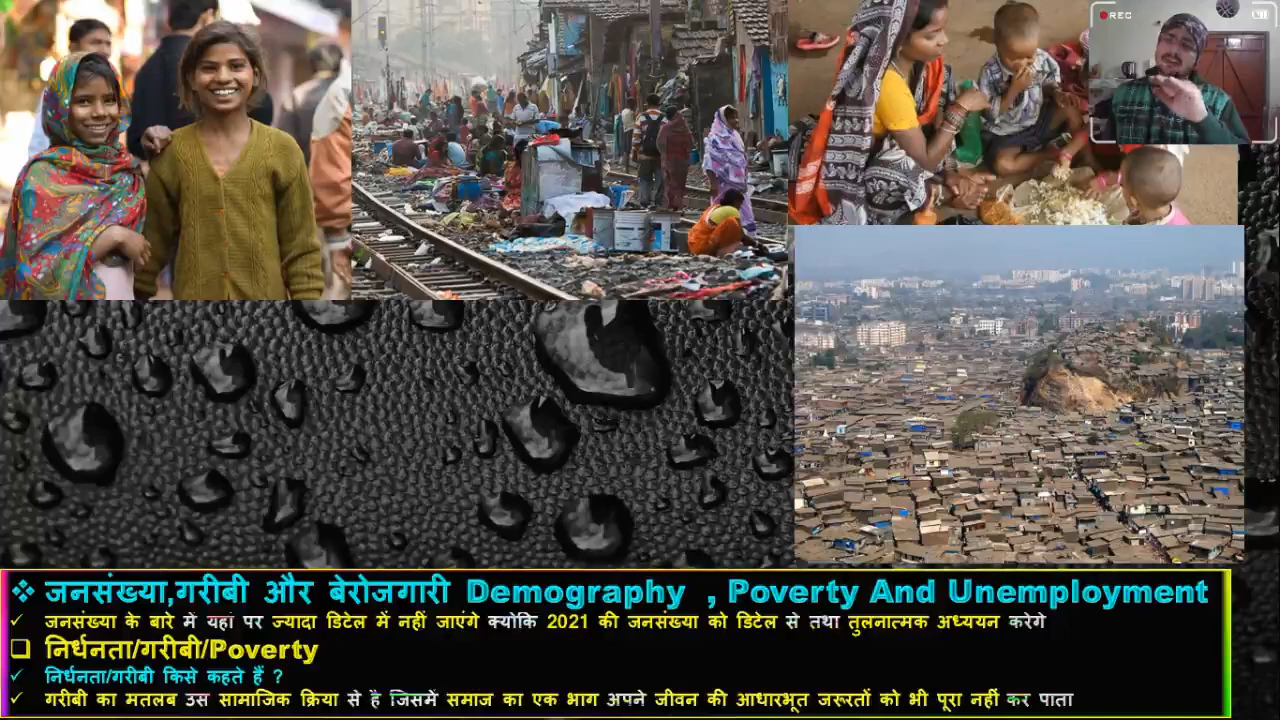 REC
❖ जनसंख्या,गरीबी और बेरोजगारी Demography , Poverty And Unemployment
✓ जनसंख्या के बारे में यहां पर ज्यादा डिटेल में नहीं जाएंगे क्योकि 2021 की जनसंख्या को डिटेल से तथा तुलनात्मक अध्ययन करेगे
❑ निर्धनता/गरीबी/Poverty
✓ निर्धनता/गरीबी किसे कहते हैं ?
✓ गरीबी का मतलब उस सामाजिक क्रिया से है जिसमें समाज का एक भाग अपने जीवन की आधारभूत जरूरतों को भी पूरा नहीं कर पाता